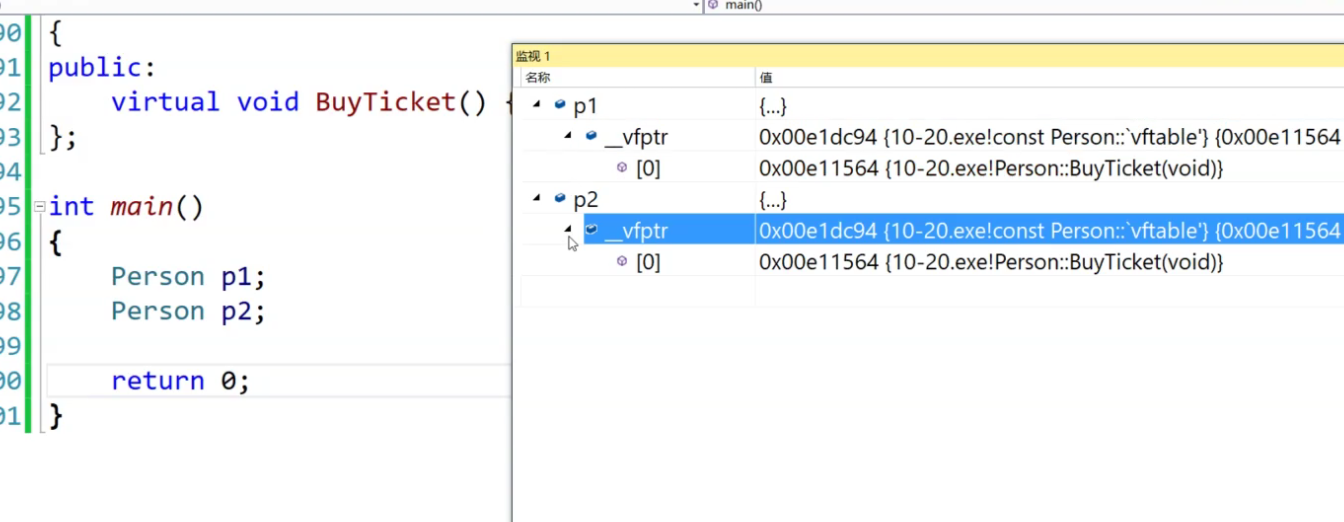 main()
90 {
91 public:
92 virtual void BuyTicket() {
93 };
94
95 int main()
96 {
97 Person p1;
98 Person p2;
99
00 return 0;
01 }
监视 1
名称 值
p1 {...}
__vfptr 0x00e1dc94 {10-20.exe!const Person::`vftable'} {0x00e11564
[0] 0x00e11564 {10-20.exe!Person::BuyTicket(void)}
p2 {...}
__vfptr 0x00e1dc94 {10-20.exe!const Person::`vftable'} {0x00e11564
[0] 0x00e11564 {10-20.exe!Person::BuyTicket(void)}